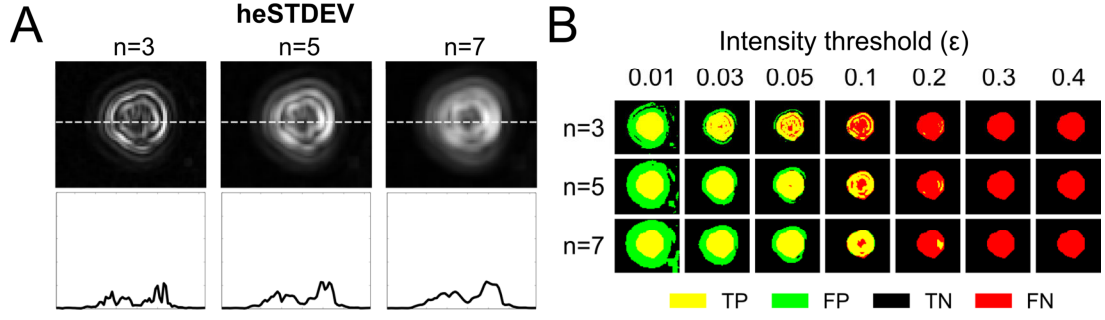 A
heSTDEV
n=3 n=5 n=7
B
Intensity threshold (ε)
0.01 0.03 0.05 0.1 0.2 0.3 0.4
n=3
n=5
n=7
TP FP TN FN